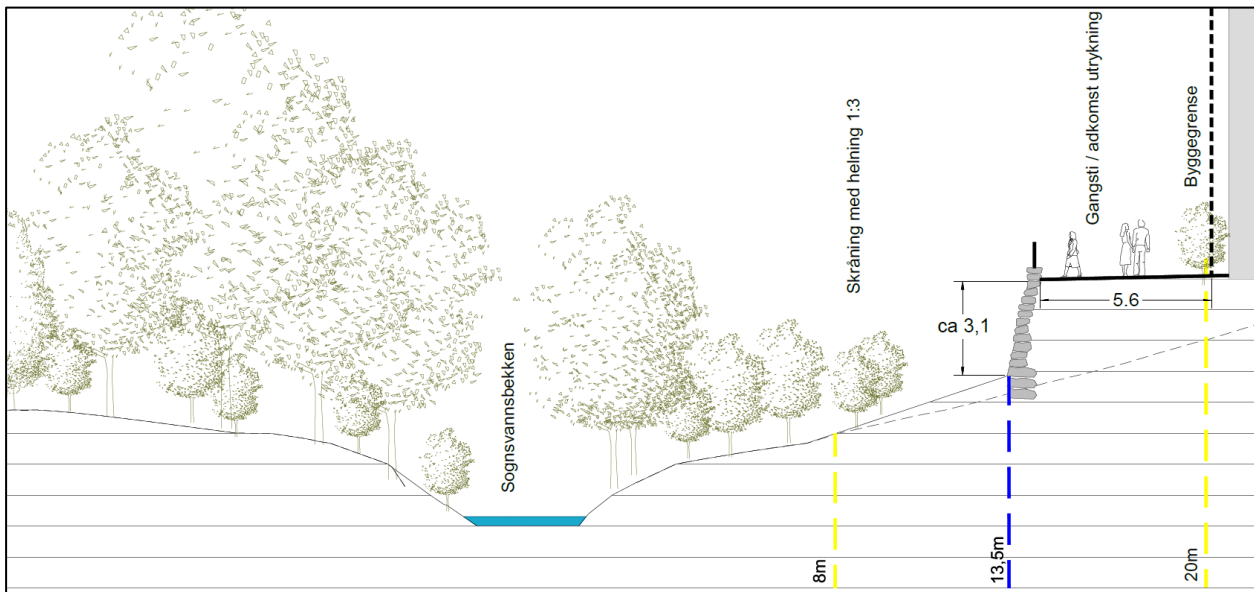 Sognsvannsbekken
Skråning med helning 1:3
Gangsti / adkomst utrykning
Byggegrense
ca 3,1
5.6
8m
13,5m
20m